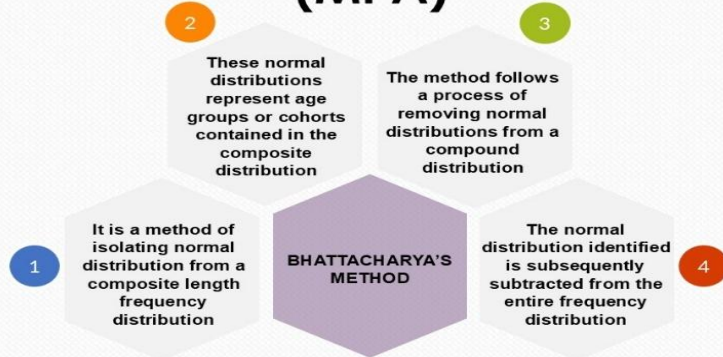 (MPA)
2
These normal
distributions
represent age
groups or cohorts
contained in the
composite
distribution
3
The method follows
a process of
removing normal
distributions from a
compound
distribution
1
It is a method of
isolating normal
distribution from a
composite length
frequency
distribution
BHATTACHARYA'S
METHOD
The normal
distribution identified
is subsequently
subtracted from the
entire frequency
distribution
4